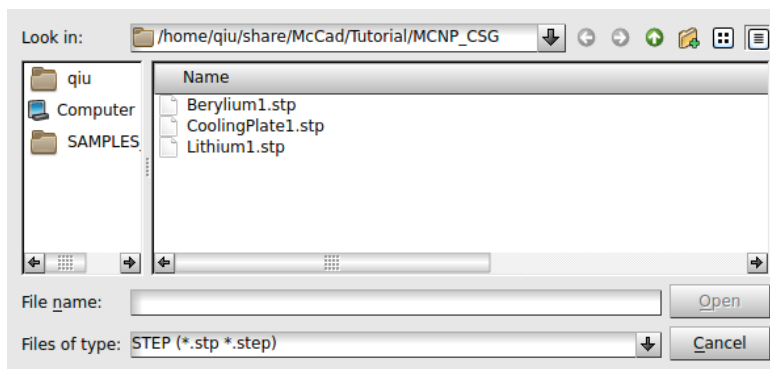 Look in: /home/qiu/share/McCad/Tutorial/MCNP_CSG
qiu
Computer
SAMPLES_
Name
Berylium1.stp
CoolingPlate1.stp
Lithium1.stp
File name:
Open
Files of type: STEP (*.stp *.step)
Cancel